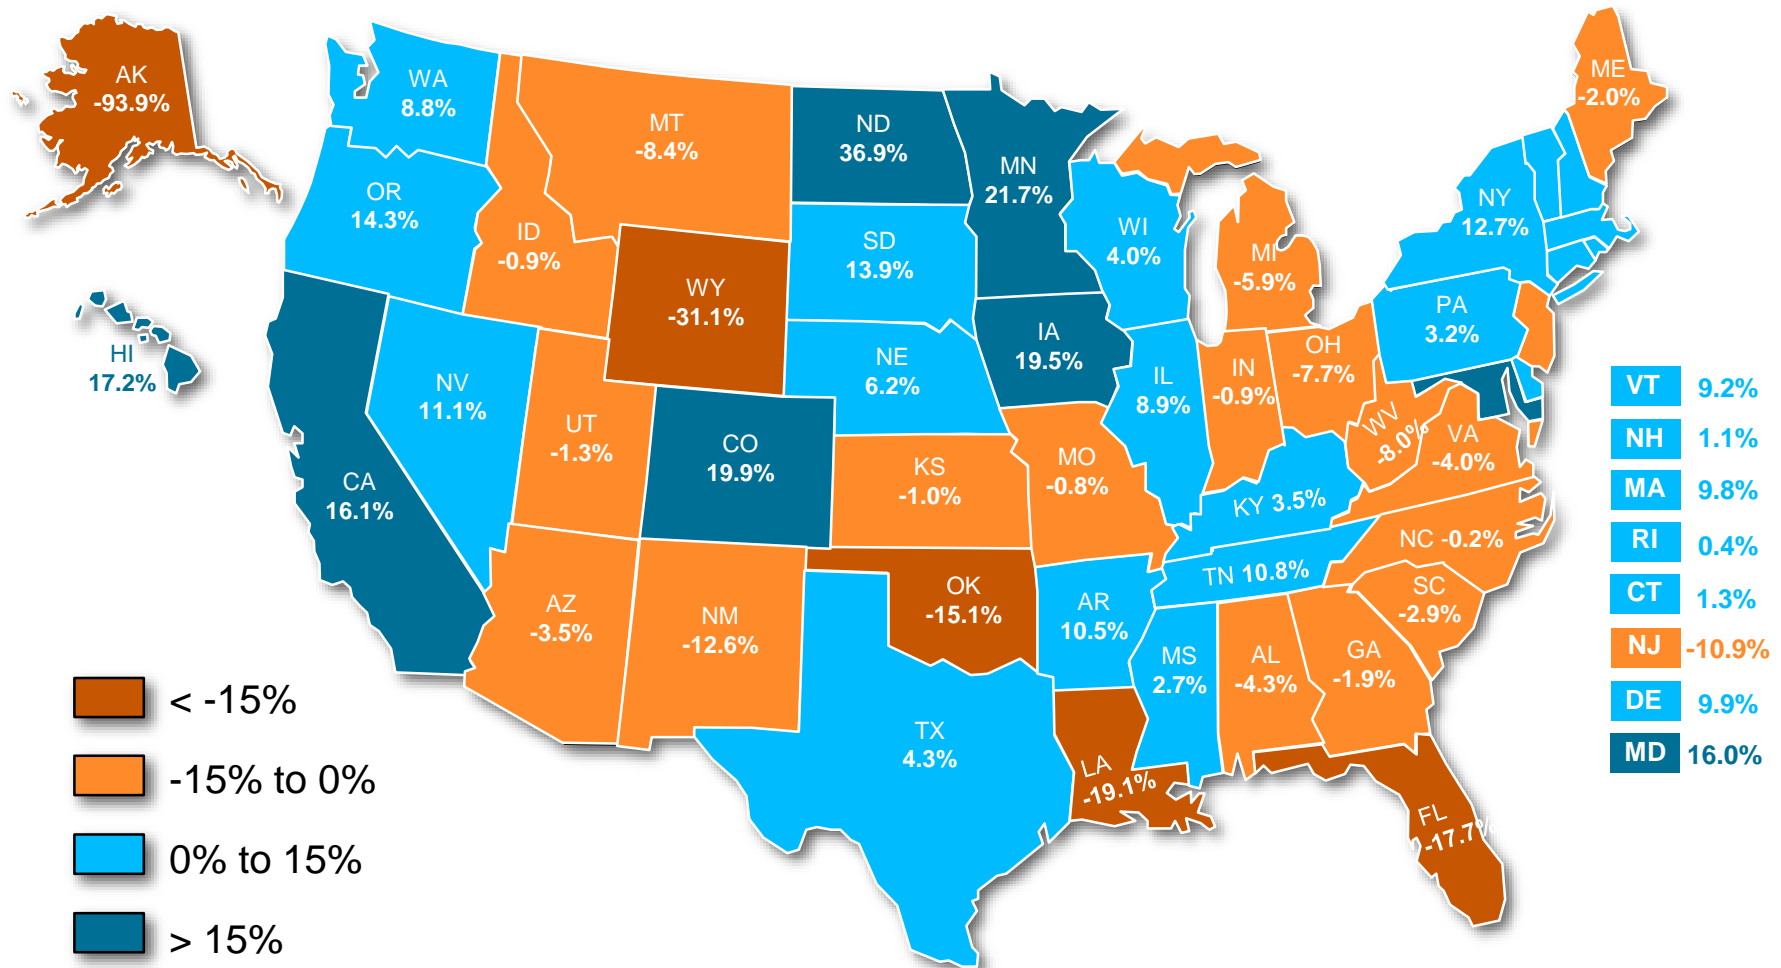 AK
-93.9%
WA
8.8%
MT
-8.4%
ND
36.9%
MN
21.7%
ME
-2.0%
OR
14.3%
ID
-0.9%
SD
13.9%
WI
4.0%
MI
-5.9%
NY
12.7%
WY
-31.1%
HI
17.2%
NV
11.1%
NE
6.2%
IA
19.5%
IL
8.9%
IN
-0.9%
OH
-7.7%
PA
3.2%
UT
-1.3%
CO
19.9%
CA
16.1%
KS
-1.0%
MO
-0.8%
KY 3.5%
WV
-8.0%
VA
-4.0%
NC -0.2%
TN 10.8%
SC
-2.9%
AZ
-3.5%
NM
-12.6%
OK
-15.1%
AR
10.5%
MS
2.7%
AL
-4.3%
GA
-1.9%
TX
4.3%
LA
-19.1%
FL
-17.7%
VT 9.2%
NH 1.1%
MA 9.8%
RI 0.4%
CT 1.3%
NJ -10.9%
DE 9.9%
MD 16.0%
< -15%
-15% to 0%
0% to 15%
> 15%